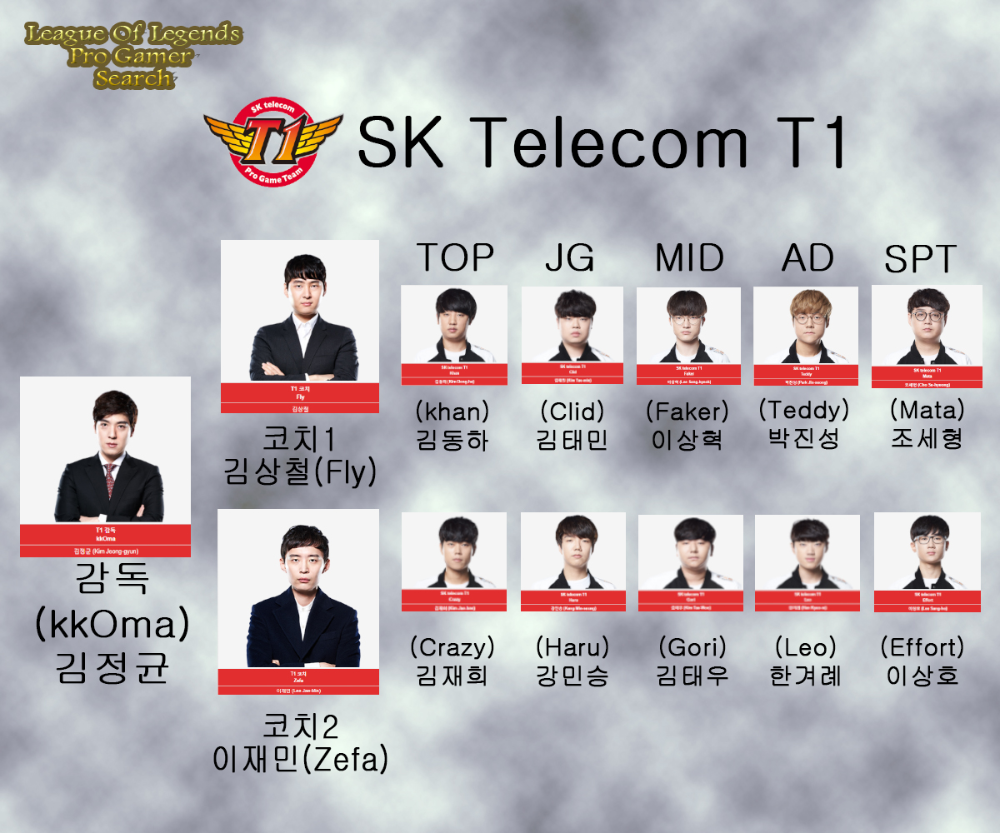 League Of Legends
Pro Gamer
Search
SK telecom
T1
Pro Game Team
SK Telecom T1
TOP
JG
MID
AD
SPT
T1 코치
Fly
김상철
코치1
김상철(Fly)
SK telecom T1
Khan
김동하 (Kim Dong-ha)
(khan)
김동하
SK telecom T1
Clid
김태민 (Kim Tae-min)
(Clid)
김태민
SK telecom T1
Faker
이상혁 (Lee Sang-hyeok)
(Faker)
이상혁
SK telecom T1
Teddy
박진성 (Park Jin-seong)
(Teddy)
박진성
SK telecom T1
Mata
조세형 (Cho Se-hyeong)
(Mata)
조세형
T1 감독
kkOma
김정균 (Kim Jeong-gyun)
감독
(kkOma)
김정균
T1 코치
Zefa
이재민 (Lee Jae-Min)
코치2
이재민(Zefa)
SK telecom T1
Crazy
김재희 (Kim Jae-hee)
(Crazy)
김재희
SK telecom T1
Haru
강민승 (Kang Min-seung)
(Haru)
강민승
SK telecom T1
Gori
김태우 (Kim Tae-Woo)
(Gori)
김태우
SK telecom T1
Leo
(Leo)
한겨례
SK telecom T1
Effort
이상호 (Lee Sang-ho)
(Effort)
이상호